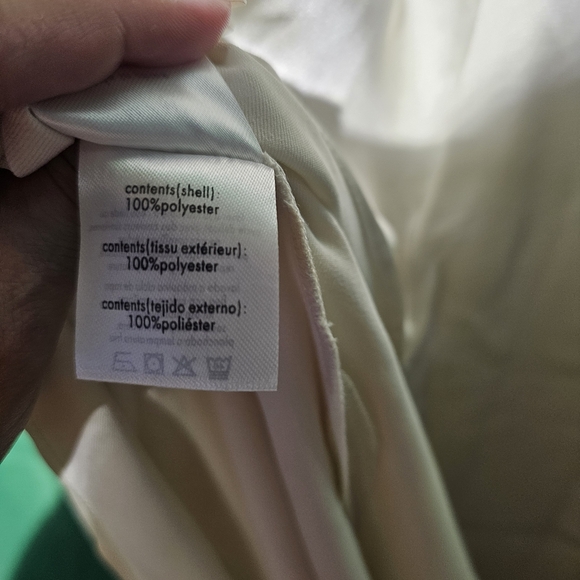 contents(shell):
100%polyester
contents(tissu extérieur):
100%polyester
contents(tejido externo):
100%poliéster